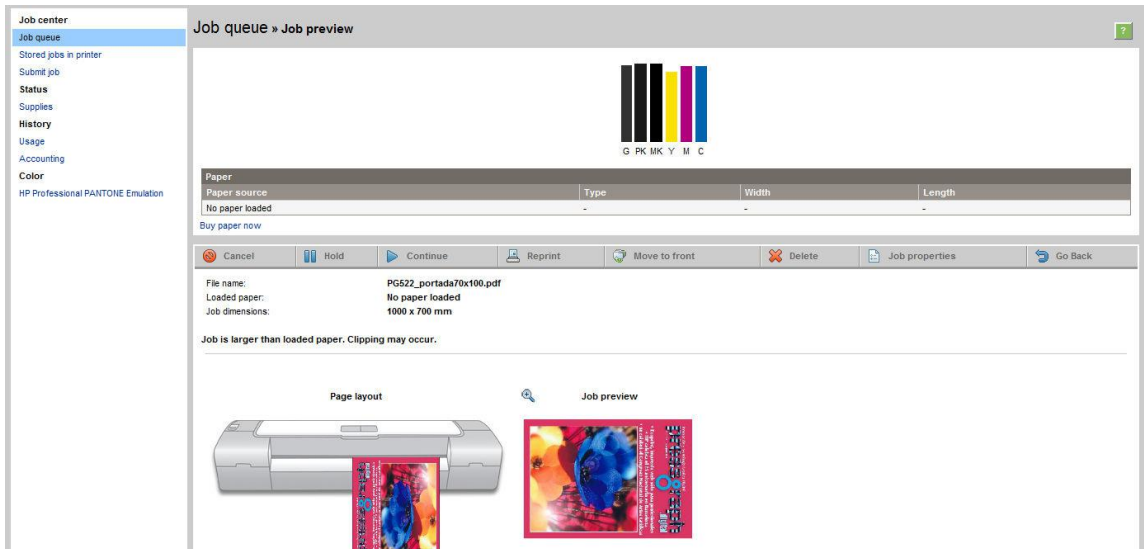 Job center
Job queue
Stored jobs in printer
Submit job
Status
Supplies
History
Usage
Accounting
Color
HP Professional PANTONE Emulation
Job queue » Job preview
?
G PK MK Y M C
Paper
Paper source Type Width Length
No paper loaded - - -
Buy paper now
Cancel Hold Continue Reprint Move to front Delete Job properties Go Back
File name: PG522_portada70x100.pdf
Loaded paper: No paper loaded
Job dimensions: 1000 x 700 mm
Job is larger than loaded paper. Clipping may occur.
Page layout Job preview